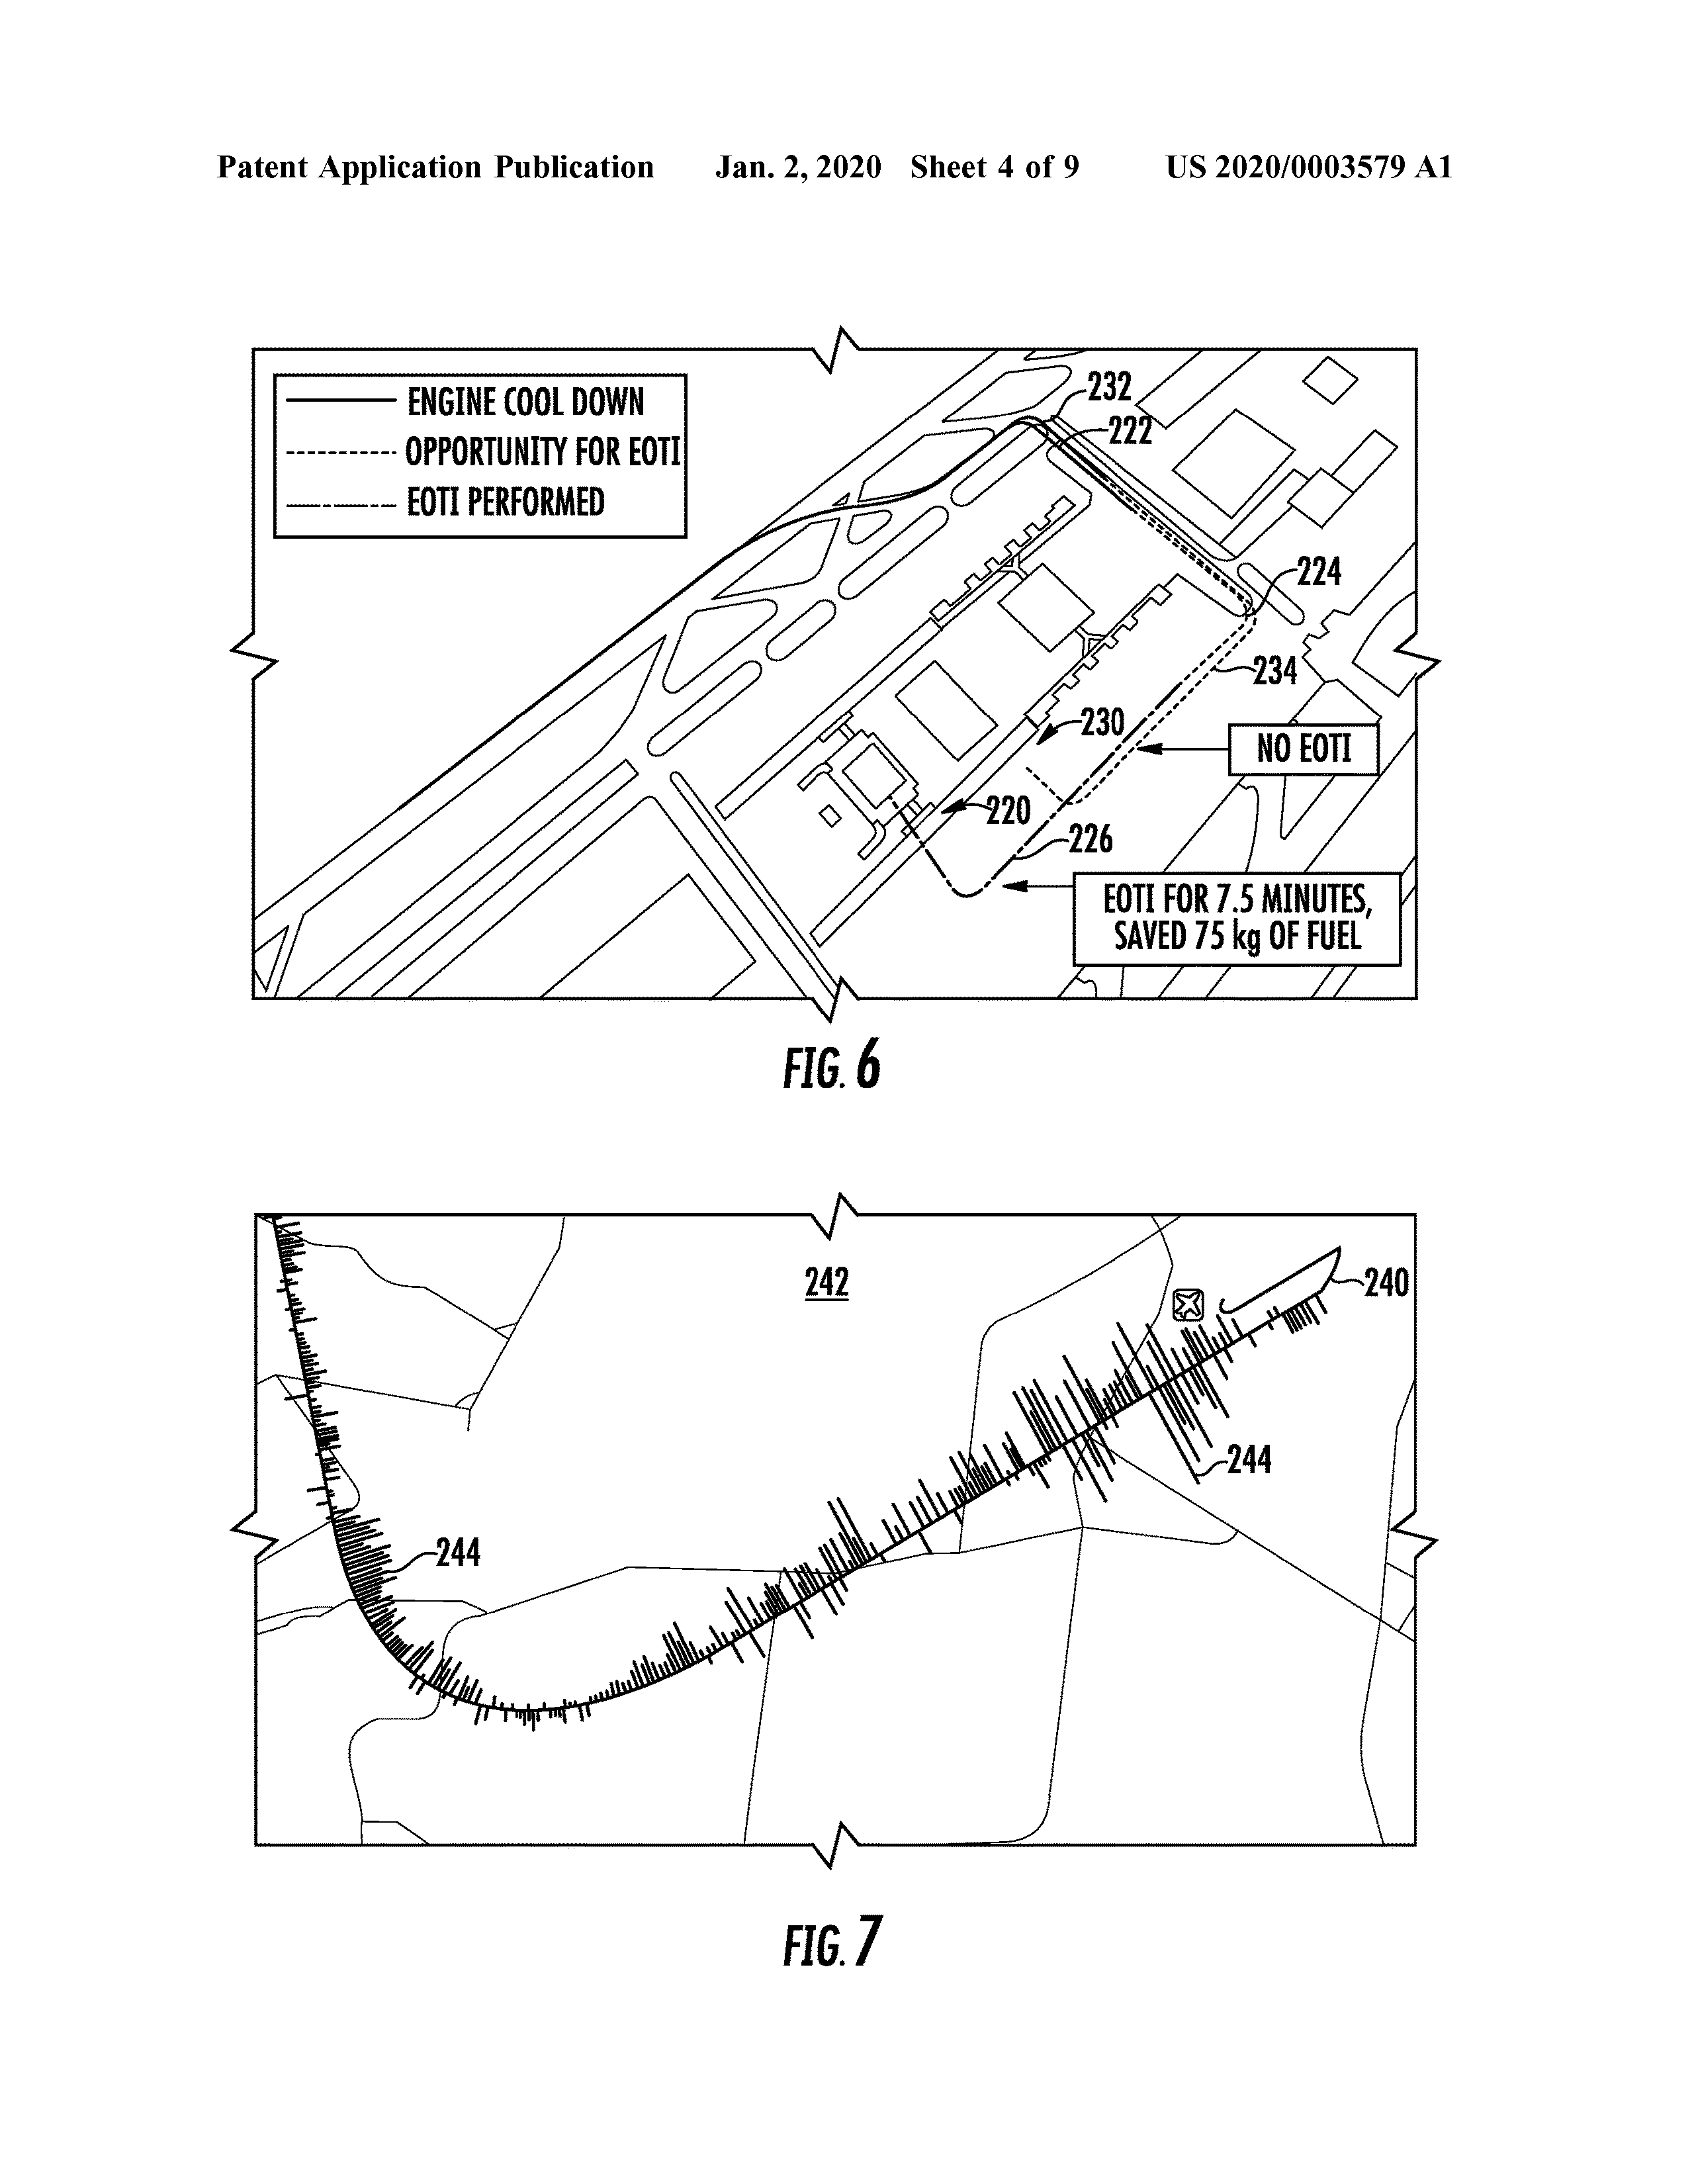 Patent Application Publication Jan. 2, 2020 Sheet 4 of 9 US 2020/0003579 A1
ENGINE COOL DOWN
OPPORTUNITY FOR EOTI
EOTI PERFORMED
232
222
224
234
230
NO EOTI
220
226
EOTI FOR 7.5 MINUTES,
SAVED 75 kg OF FUEL
FIG. 6
242
240
244
244
FIG. 7